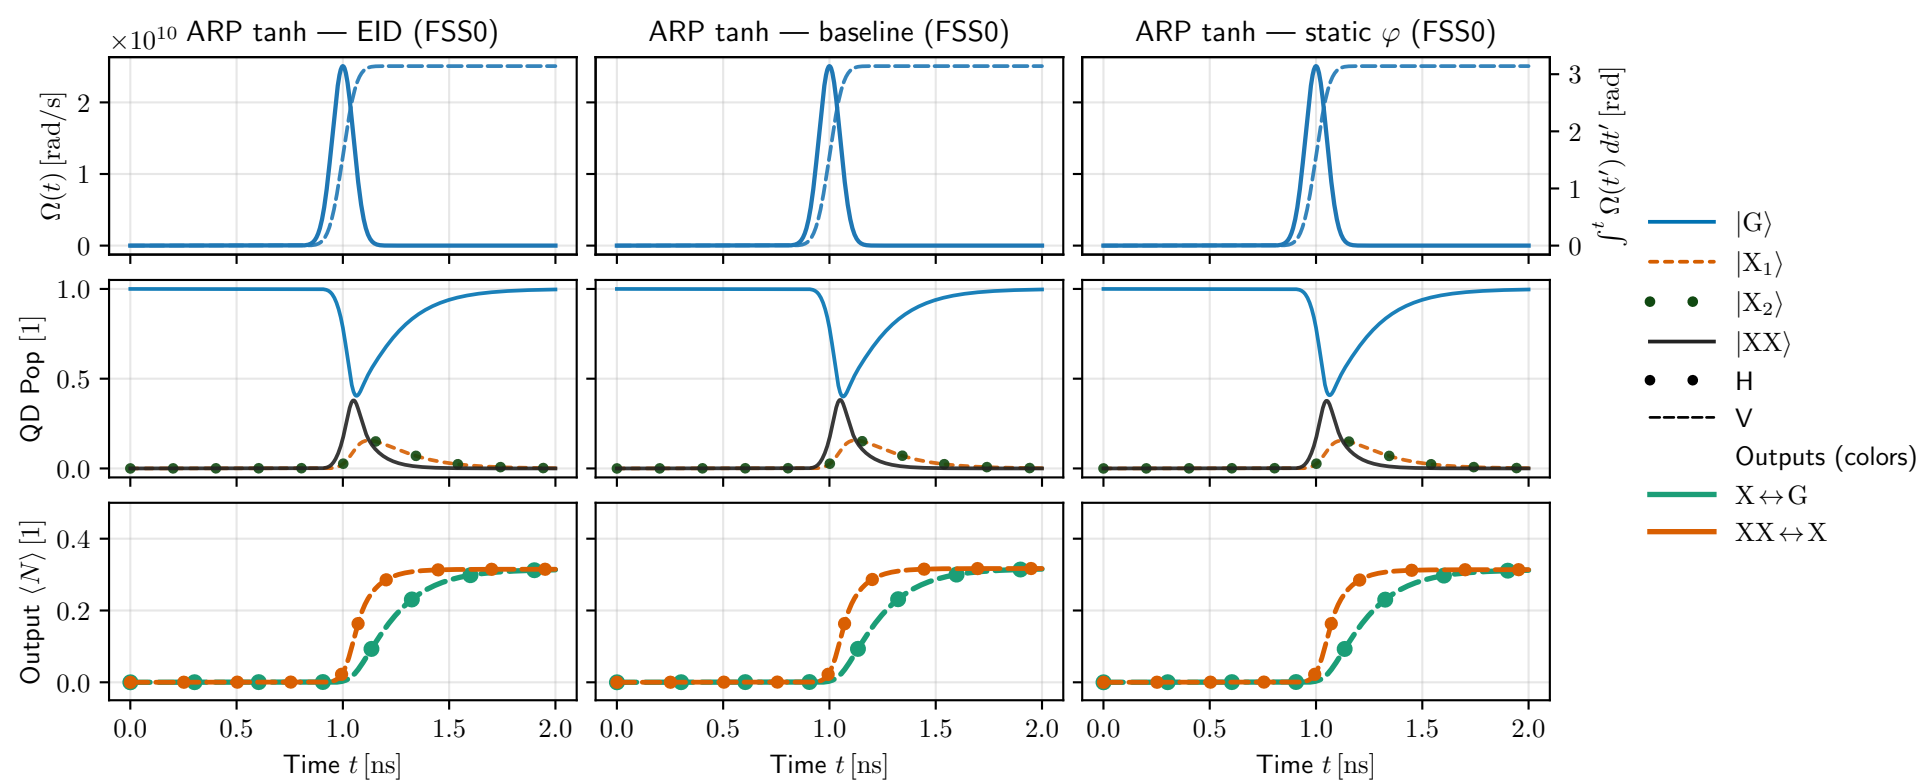 ×10¹⁰ ARP tanh — EID (FSS0)
ARP tanh — baseline (FSS0)
ARP tanh — static φ (FSS0)
Ω(t) [rad/s]
2
1
0
3
2
1
0
∫ᵗ Ω(t′) dt′ [rad]
QD Pop [1]
1.0
0.5
0.0
Output ⟨N⟩ [1]
0.4
0.2
0.0
0.0 0.5 1.0 1.5 2.0
0.0 0.5 1.0 1.5 2.0
0.0 0.5 1.0 1.5 2.0
Time t [ns]
Time t [ns]
Time t [ns]
|G⟩
|X₁⟩
|X₂⟩
|XX⟩
H
V
Outputs (colors)
X↔G
XX↔X